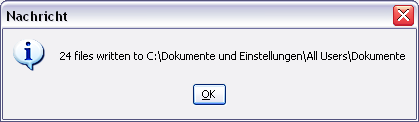 Nachricht
24 files written to C:\Dokumente und Einstellungen\All Users\Dokumente
OK